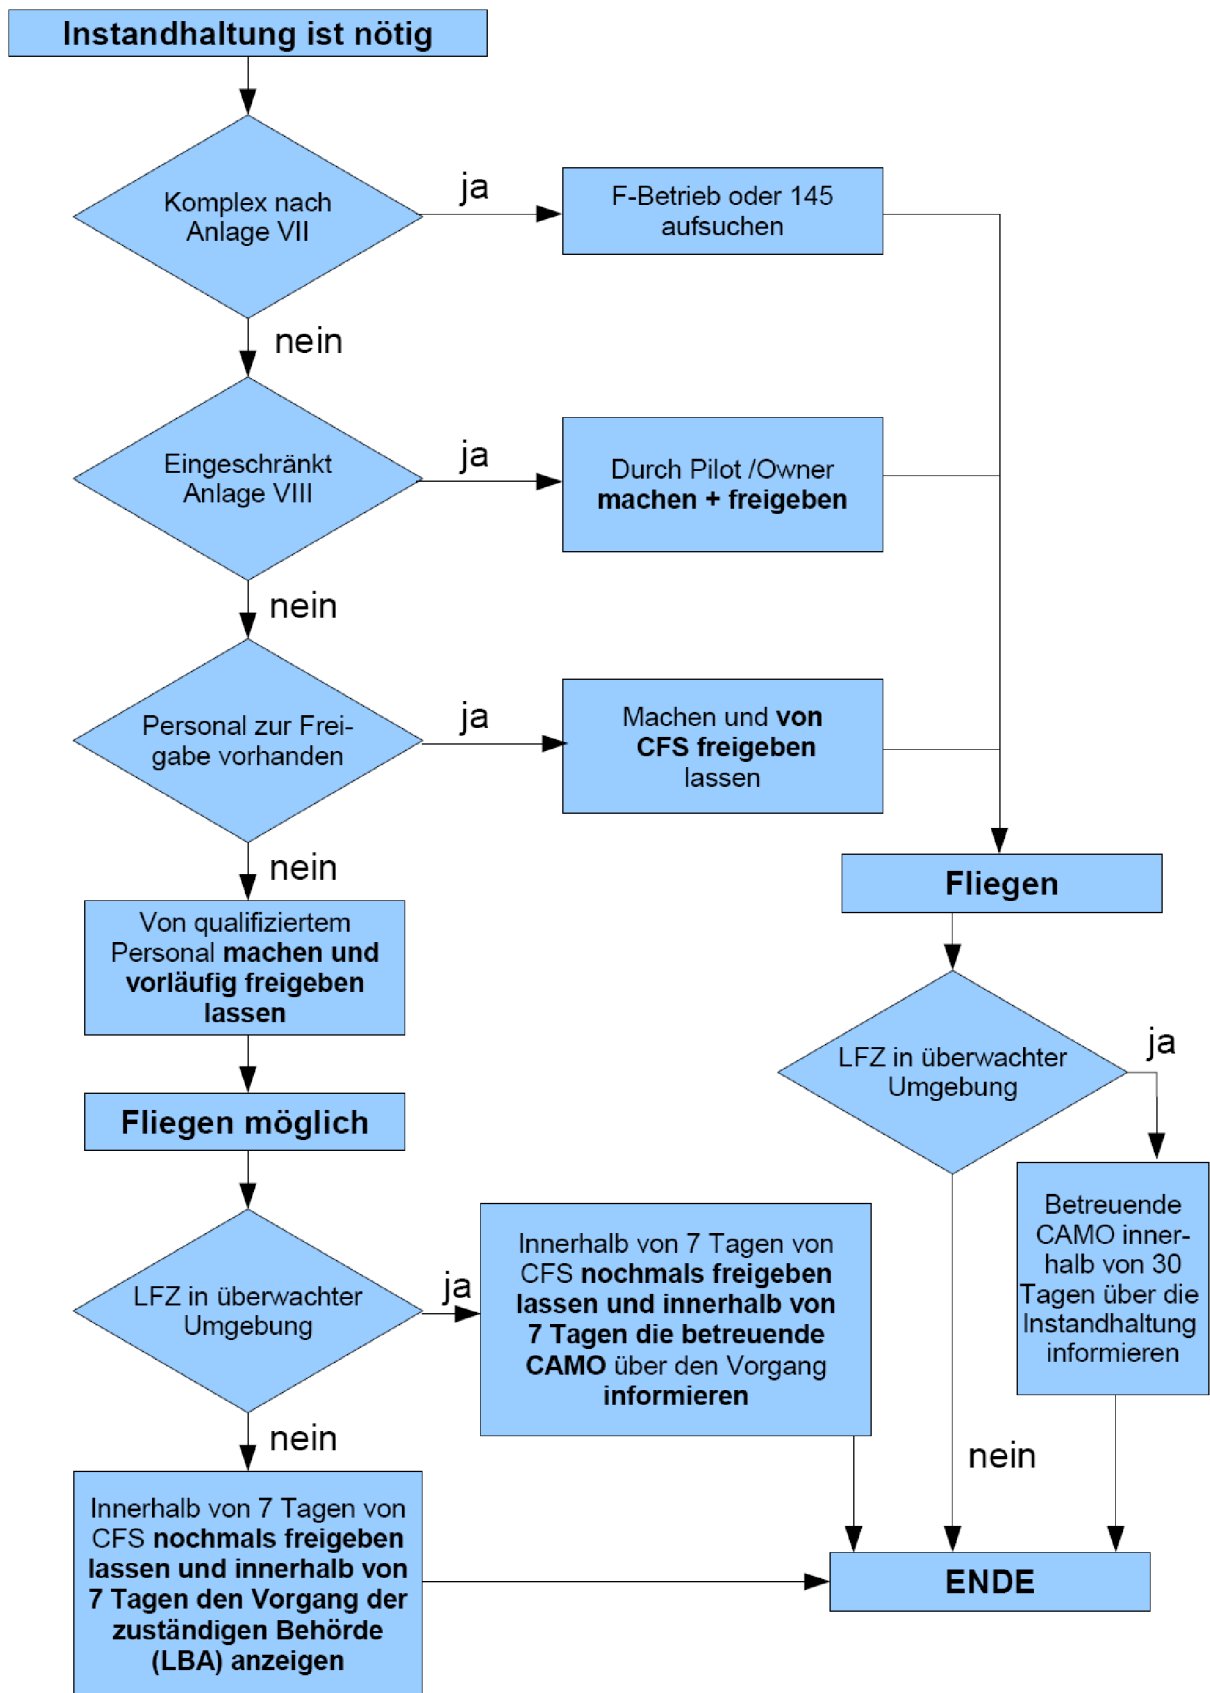 Instandhaltung ist nötig
Komplex nach
Anlage VII
ja
F-Betrieb oder 145
aufsuchen
nein
Eingeschränkt
Anlage VIII
ja
Durch Pilot /Owner
machen + freigeben
nein
Personal zur Frei-
gabe vorhanden
ja
Machen und von
CFS freigeben
lassen
nein
Von qualifiziertem
Personal machen und
vorläufig freigeben
lassen
Fliegen
LFZ in überwachter
Umgebung
ja
Betreuende
CAMO inner-
halb von 30
Tagen über die
Instandhaltung
informieren
nein
Fliegen möglich
LFZ in überwachter
Umgebung
ja
Innerhalb von 7 Tagen von
CFS nochmals freigeben
lassen und innerhalb von
7 Tagen die betreuende
CAMO über den Vorgang
informieren
nein
Innerhalb von 7 Tagen von
CFS nochmals freigeben
lassen und innerhalb von
7 Tagen den Vorgang der
zuständigen Behörde
(LBA) anzeigen
ENDE